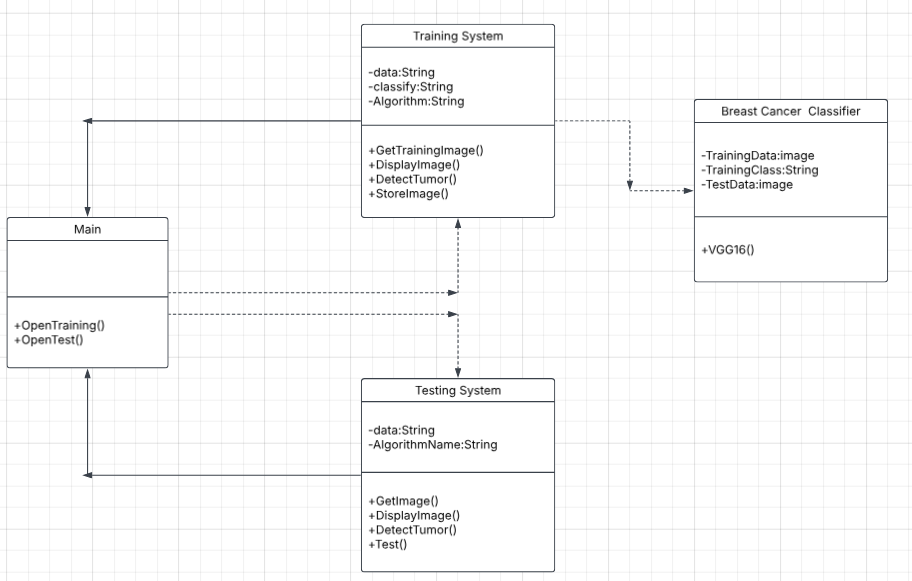 Training System
-data:String
-classify:String
-Algorithm:String
+GetTrainingImage()
+DisplayImage()
+DetectTumor()
+StoreImage()
Breast Cancer  Classifier
-TrainingData:image
-TrainingClass:String
-TestData:image
+VGG16()
Main
+OpenTraining()
+OpenTest()
Testing System
-data:String
-AlgorithmName:String
+GetImage()
+DisplayImage()
+DetectTumor()
+Test()